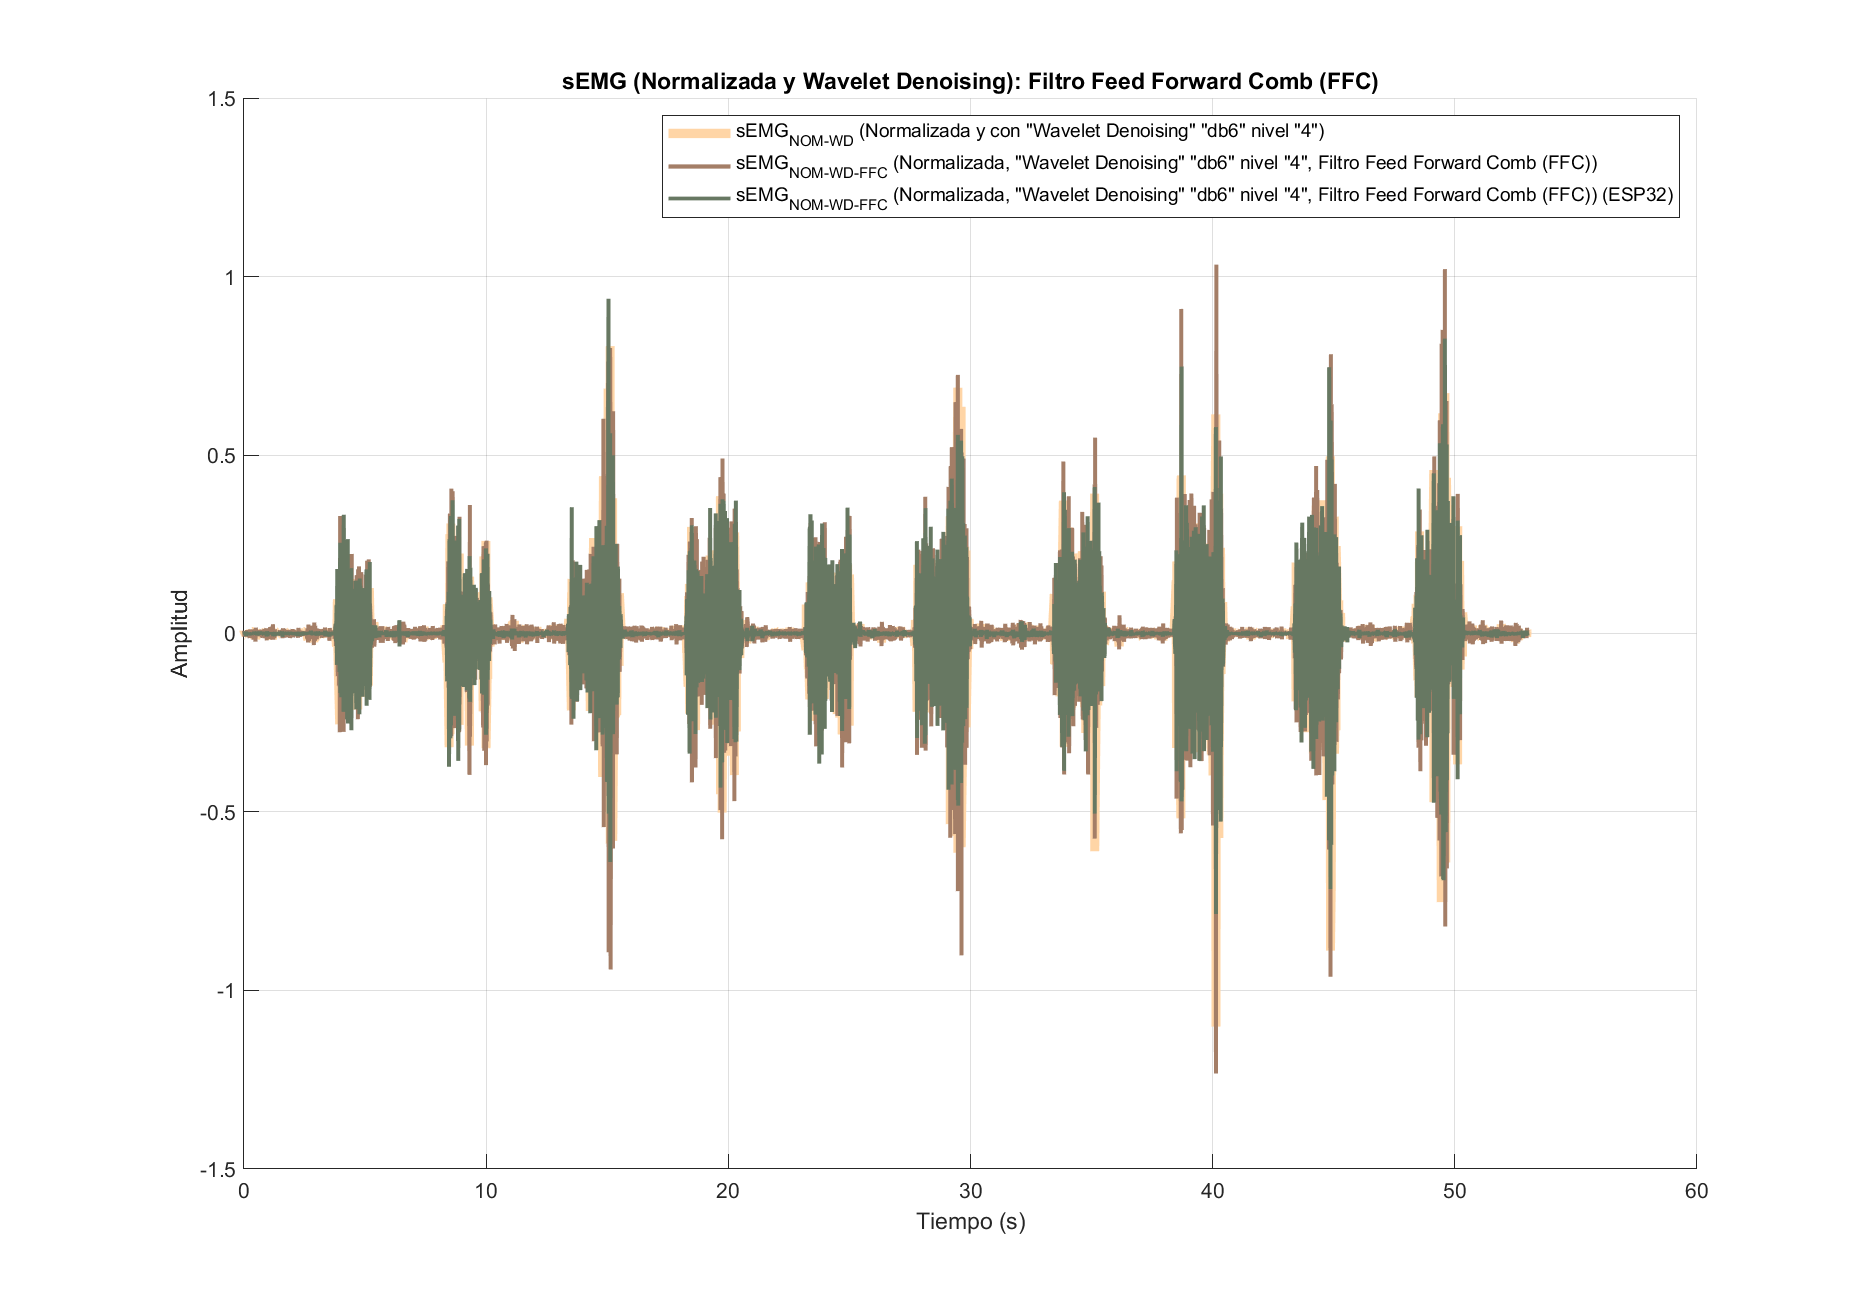 sEMG (Normalizada y Wavelet Denoising): Filtro Feed Forward Comb (FFC)
sEMG_NOM-WD (Normalizada y con "Wavelet Denoising" "db6" nivel "4")
sEMG_NOM-WD-FFC (Normalizada, "Wavelet Denoising" "db6" nivel "4", Filtro Feed Forward Comb (FFC))
sEMG_NOM-WD-FFC (Normalizada, "Wavelet Denoising" "db6" nivel "4", Filtro Feed Forward Comb (FFC)) (ESP32)
1.5
1
0.5
0
-0.5
-1
-1.5
Amplitud
0 10 20 30 40 50 60
Tiempo (s)